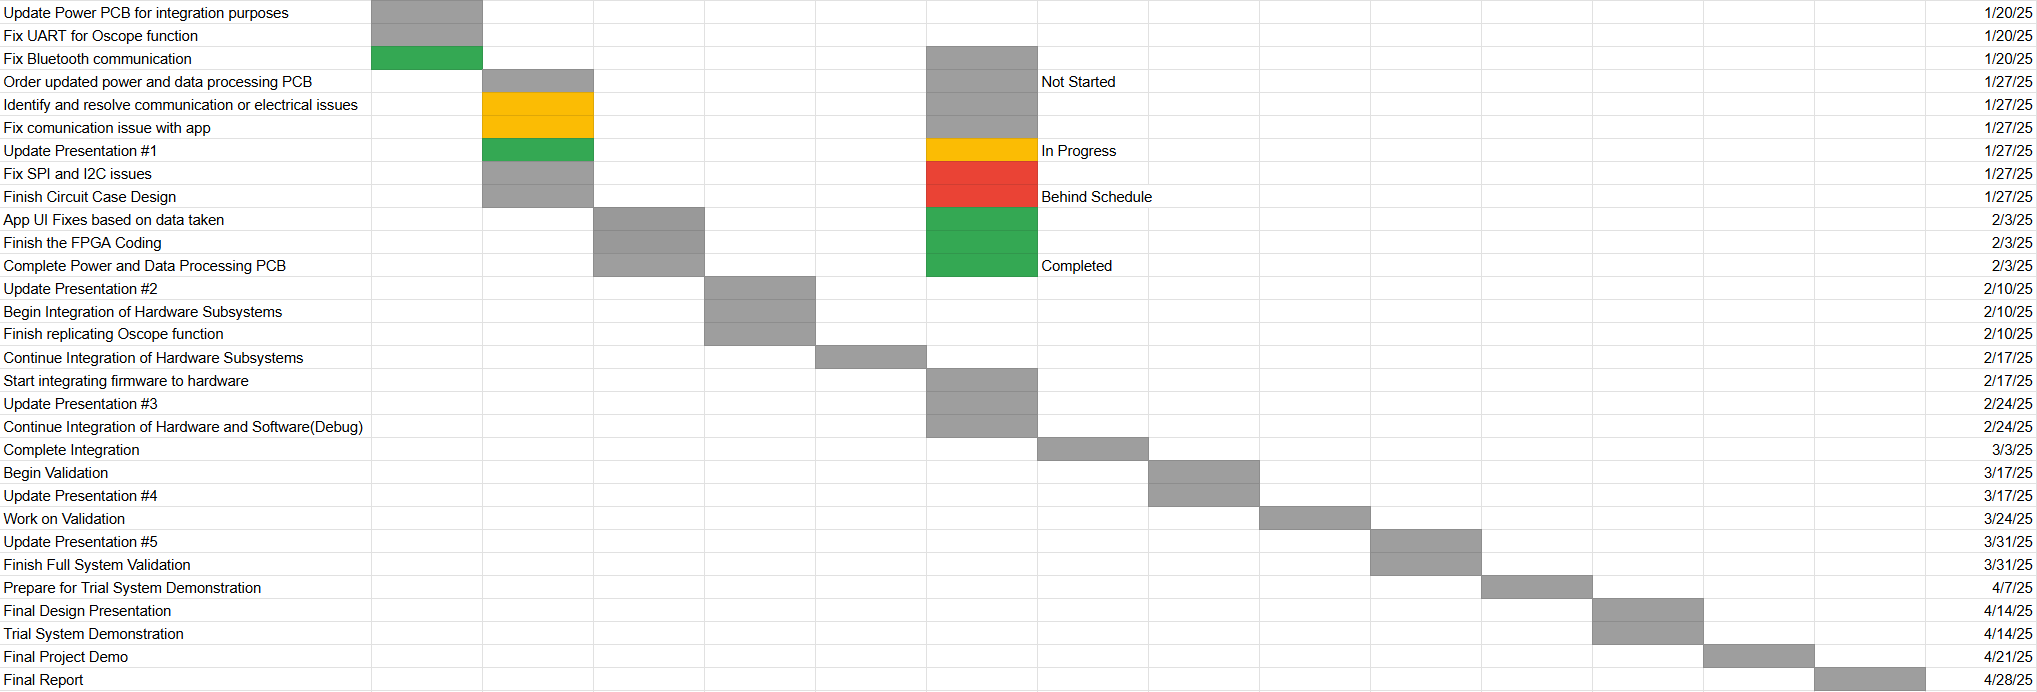 Update Power PCB for integration purposes 1/20/25
Fix UART for Oscope function 1/20/25
Fix Bluetooth communication 1/20/25
Order updated power and data processing PCB Not Started 1/27/25
Identify and resolve communication or electrical issues 1/27/25
Fix comunication issue with app 1/27/25
Update Presentation #1 In Progress 1/27/25
Fix SPI and I2C issues 1/27/25
Finish Circuit Case Design Behind Schedule 1/27/25
App UI Fixes based on data taken 2/3/25
Finish the FPGA Coding 2/3/25
Complete Power and Data Processing PCB Completed 2/3/25
Update Presentation #2 2/10/25
Begin Integration of Hardware Subsystems 2/10/25
Finish replicating Oscope function 2/10/25
Continue Integration of Hardware Subsystems 2/17/25
Start integrating firmware to hardware 2/17/25
Update Presentation #3 2/24/25
Continue Integration of Hardware and Software(Debug) 2/24/25
Complete Integration 3/3/25
Begin Validation 3/17/25
Update Presentation #4 3/17/25
Work on Validation 3/24/25
Update Presentation #5 3/31/25
Finish Full System Validation 3/31/25
Prepare for Trial System Demonstration 4/7/25
Final Design Presentation 4/14/25
Trial System Demonstration 4/14/25
Final Project Demo 4/21/25
Final Report 4/28/25